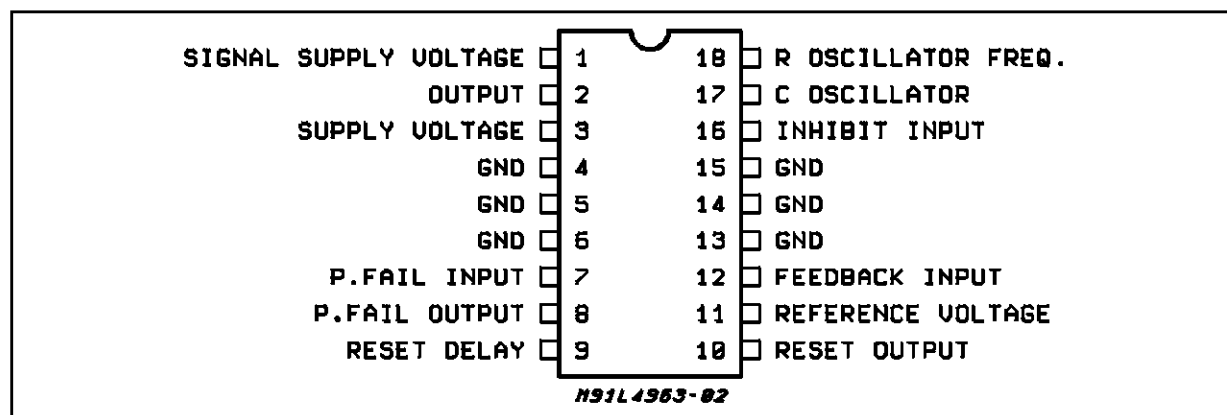 SIGNAL SUPPLY VOLTAGE 1 18 R OSCILLATOR FREQ.
OUTPUT 2 17 C OSCILLATOR
SUPPLY VOLTAGE 3 16 INHIBIT INPUT
GND 4 15 GND
GND 5 14 GND
GND 6 13 GND
P.FAIL INPUT 7 12 FEEDBACK INPUT
P.FAIL OUTPUT 8 11 REFERENCE VOLTAGE
RESET DELAY 9 10 RESET OUTPUT
M91L4963-02